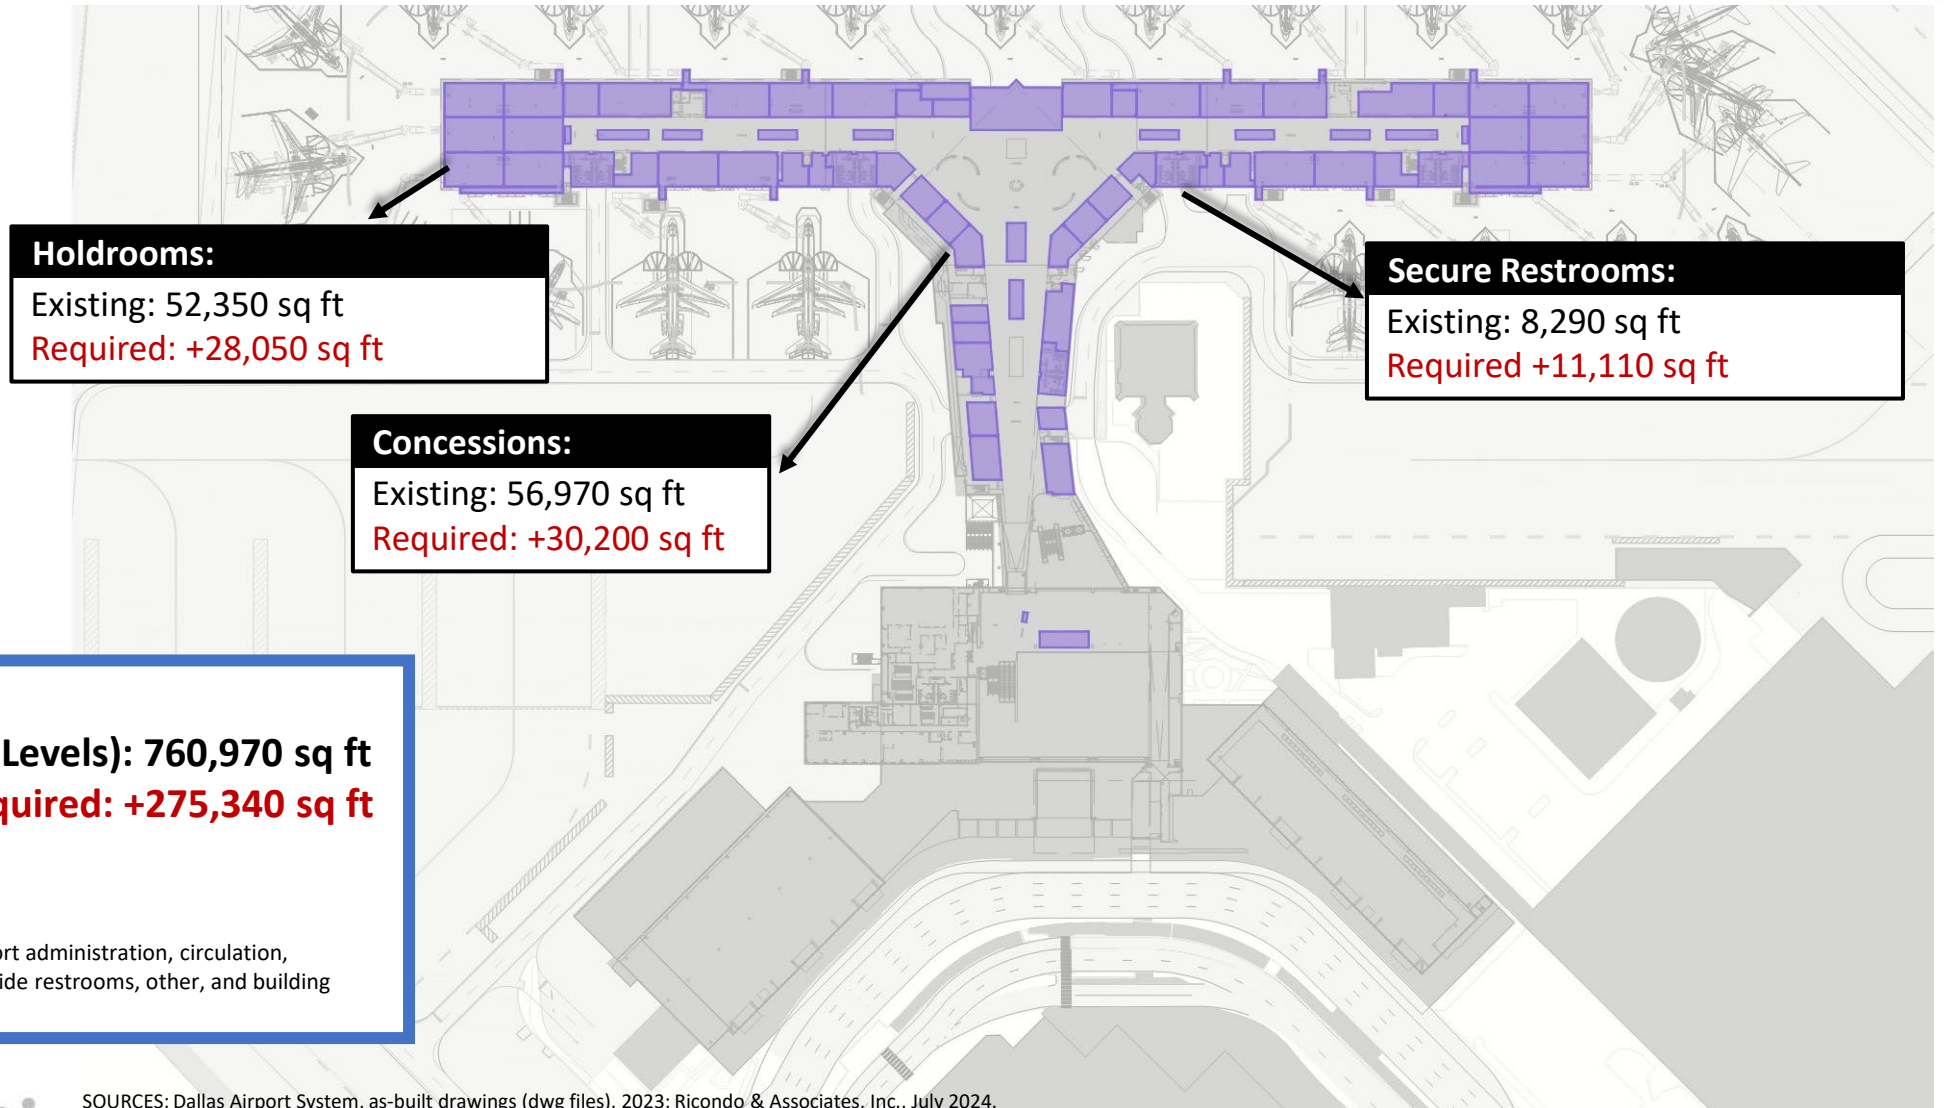 Holdrooms:
Existing: 52,350 sq ft
Required: +28,050 sq ft
Secure Restrooms:
Existing: 8,290 sq ft
Required +11,110 sq ft
Concessions:
Existing: 56,970 sq ft
Required: +30,200 sq ft
Levels): 760,970 sq ft
quired: +275,340 sq ft
ort administration, circulation,
ide restrooms, other, and building
SOURCES: Dallas Airport System, as-built drawings (dwg files), 2023; Ricondo & Associates, Inc., July 2024.